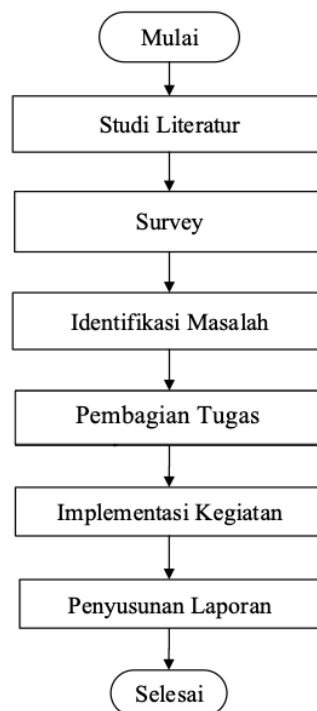 Mulai
Studi Literatur
Survey
Identifikasi Masalah
Pembagian Tugas
Implementasi Kegiatan
Penyusunan Laporan
Selesai